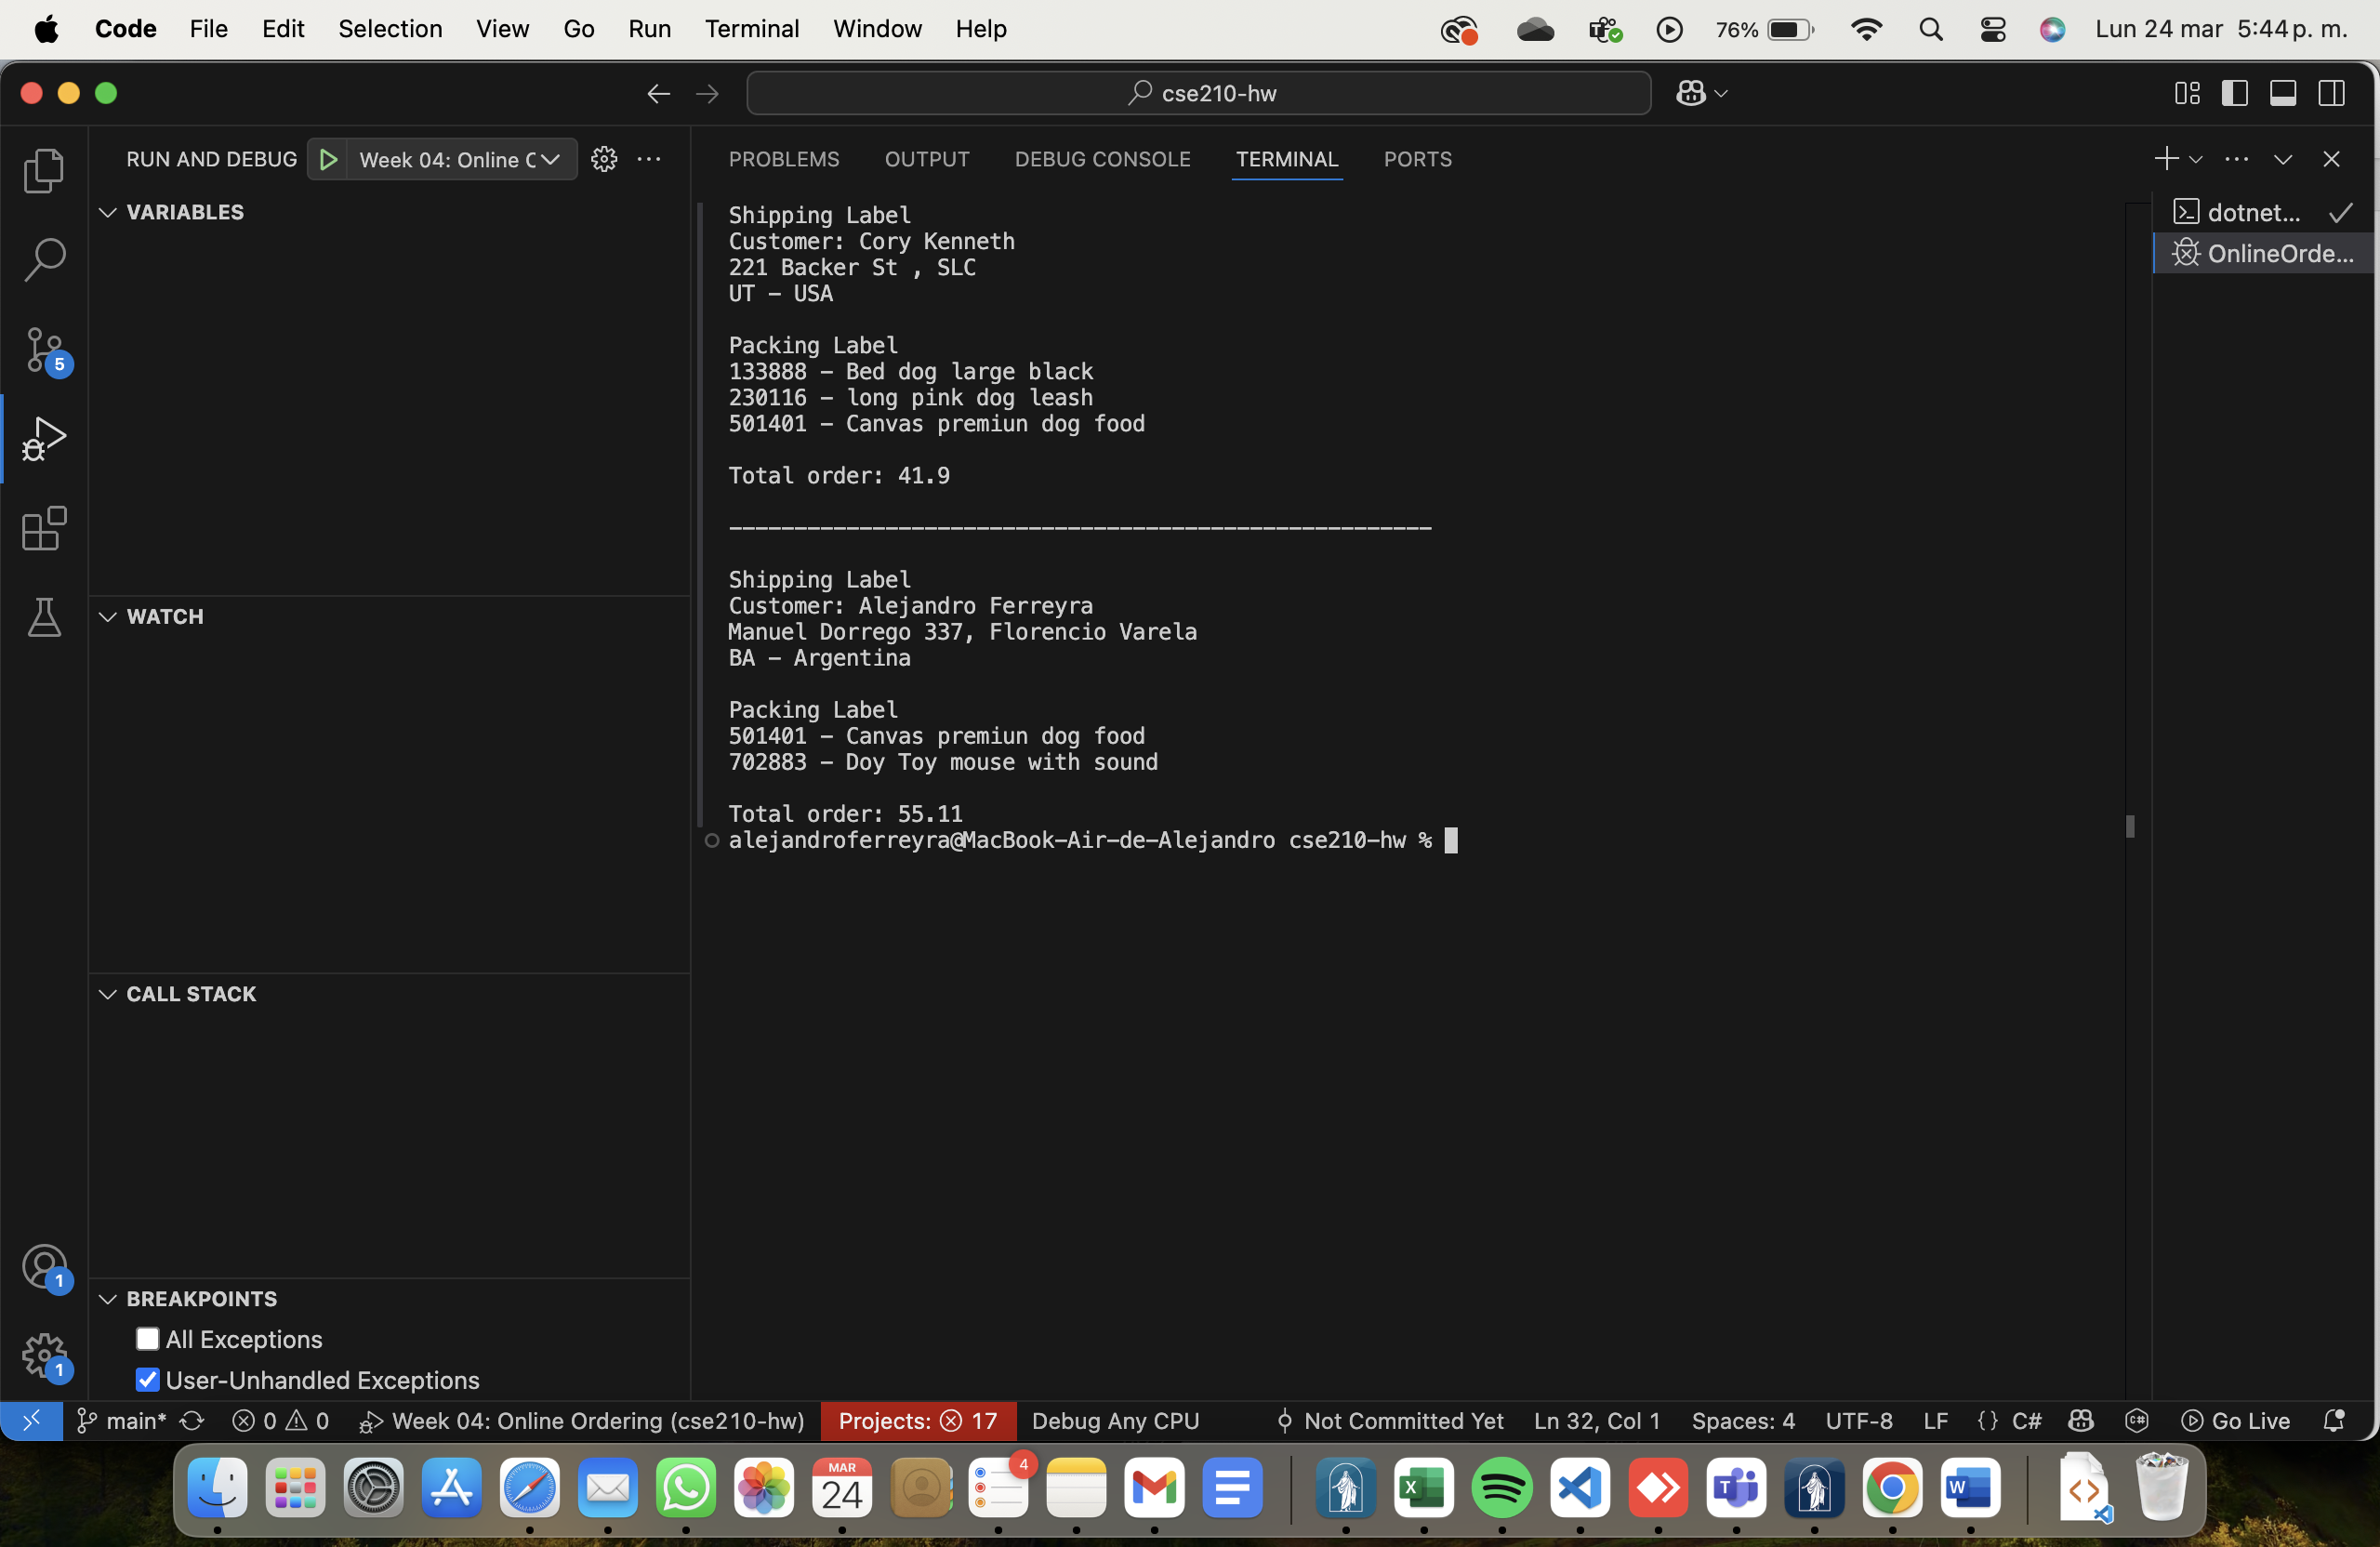 Code File Edit Selection View Go Run Terminal Window Help 76% Lun 24 mar 5:44 p. m.
cse210-hw
RUN AND DEBUG Week 04: Online O
VARIABLES
WATCH
CALL STACK
BREAKPOINTS
All Exceptions
User-Unhandled Exceptions
5
1
1
PROBLEMS OUTPUT DEBUG CONSOLE TERMINAL PORTS
Shipping Label
Customer: Cory Kenneth
221 Backer St , SLC
UT - USA
Packing Label
133888 - Bed dog large black
230116 - long pink dog leash
501401 - Canvas premiun dog food
Total order: 41.9
------------------------------------------------------
Shipping Label
Customer: Alejandro Ferreyra
Manuel Dorrego 337, Florencio Varela
BA - Argentina
Packing Label
501401 - Canvas premiun dog food
702883 - Doy Toy mouse with sound
Total order: 55.11
alejandroferreyra@MacBook-Air-de-Alejandro cse210-hw %
dotnet...
OnlineOrde...
main* 0 0 Week 04: Online Ordering (cse210-hw) Projects: 17 Debug Any CPU Not Committed Yet Ln 32, Col 1 Spaces: 4 UTF-8 LF {} C# Go Live
MAR
24
4